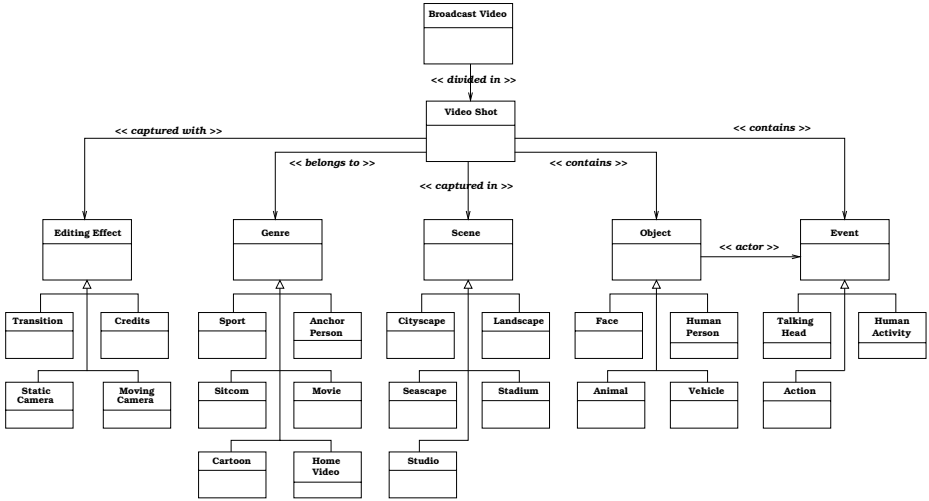 Broadcast Video
<< divided in >>
Video Shot
<< captured with >>
<< contains >>
<< belongs to >>
<< contains >>
<< captured in >>
Editing Effect
Genre
Scene
Object
Event
<< actor >>
Transition
Credits
Sport
Anchor
Person
Cityscape
Landscape
Face
Human
Person
Talking
Head
Human
Activity
Static
Camera
Moving
Camera
Sitcom
Movie
Seascape
Stadium
Animal
Vehicle
Action
Cartoon
Home
Video
Studio